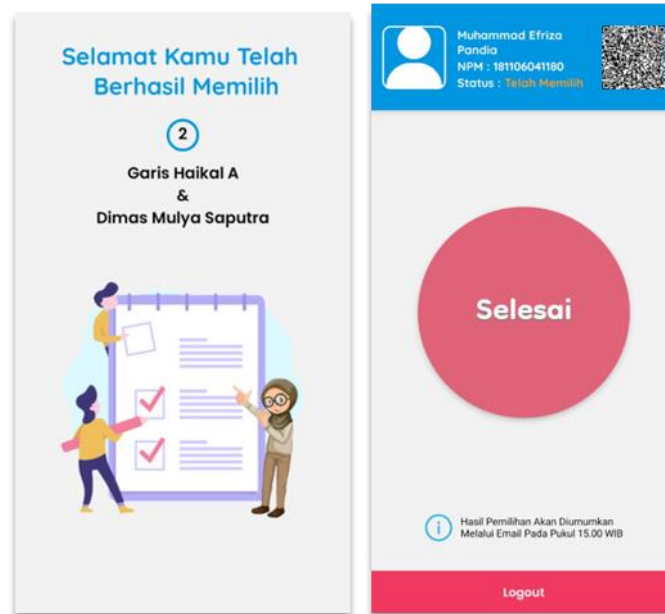 Selamat Kamu Telah
Berhasil Memilih
2
Garis Haikal A
&
Dimas Mulya Saputra
Muhammad Efriza
Pandia
NPM : 181106041180
Status : Telah Memilih
Selesai
i
Hasil Pemilihan Akan Diumumkan
Melalui Email Pada Pukul 15.00 WIB
Logout